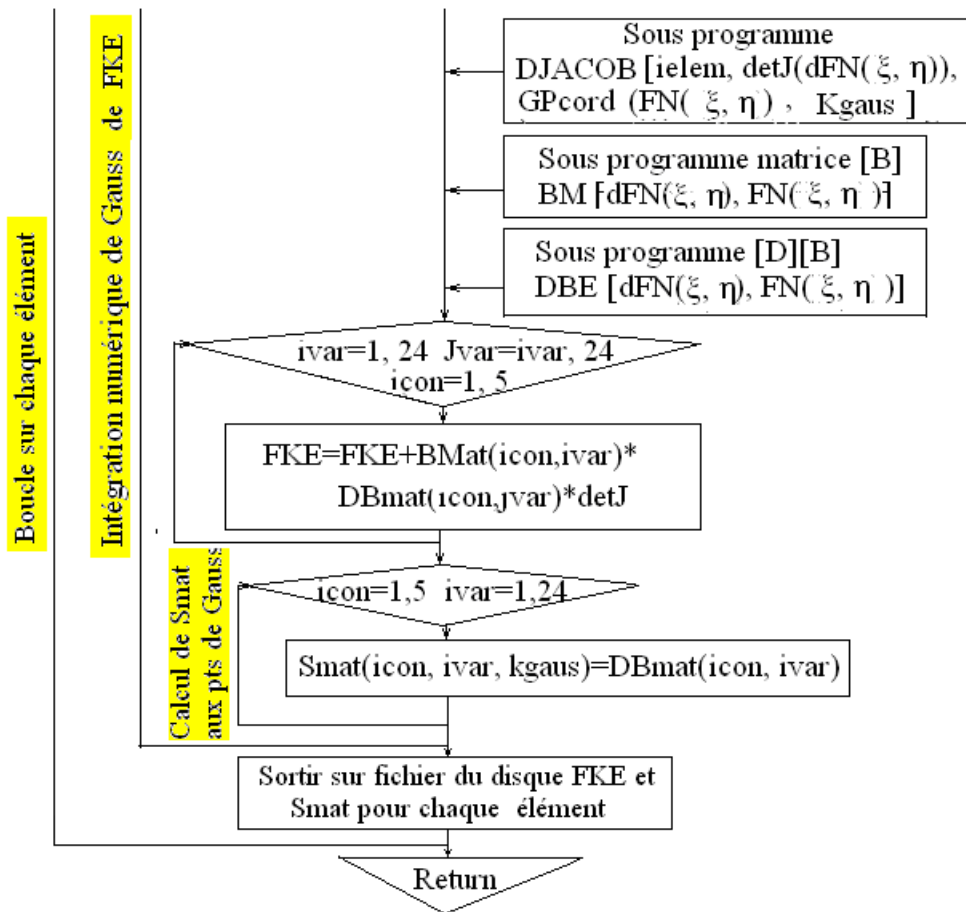 Boucle sur chaque élément
Intégration numérique de Gauss de FKE
Sous programme
DJACOB [ielem, detJ(dFN(ξ, η)),
GPcord (FN( ξ, η ) , Kgaus ]
Sous programme matrice [B]
BM [dFN(ξ, η), FN( ξ, η )]
Sous programme [D][B]
DBE [dFN(ξ, η), FN( ξ, η )]
ivar=1, 24 Jvar=ivar, 24
icon=1, 5
FKE=FKE+BMat(icon,ivar)*
DBmat(icon,jvar)*detJ
Calcul de Smat
aux pts de Gauss
icon=1,5 ivar=1,24
Smat(icon, ivar, kgaus)=DBmat(icon, ivar)
Sortir sur fichier du disque FKE et
Smat pour chaque élément
Return